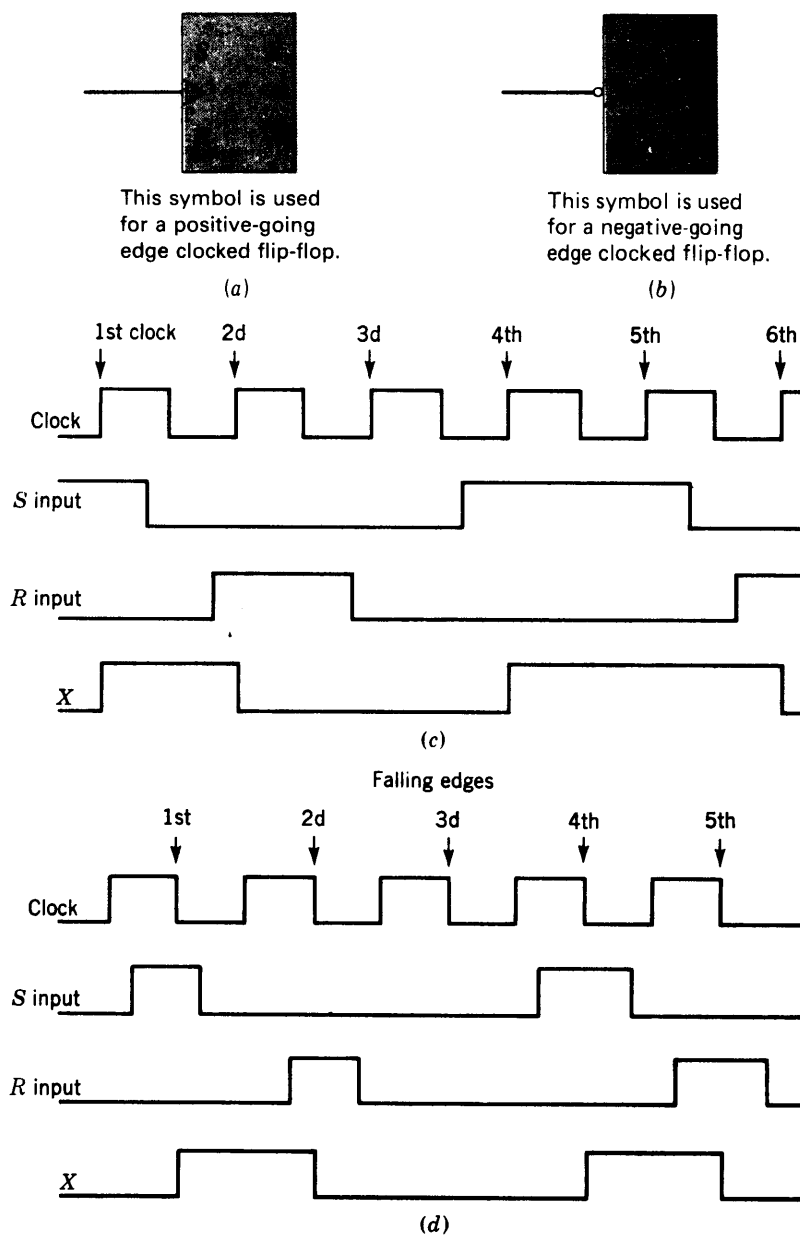 This symbol is used
for a positive-going
edge clocked flip-flop.
(a)
This symbol is used
for a negative-going
edge clocked flip-flop.
(b)
1st clock 2d 3d 4th 5th 6th
Clock
S input
R input
X
(c)
Falling edges
1st 2d 3d 4th 5th
Clock
S input
R input
X
(d)